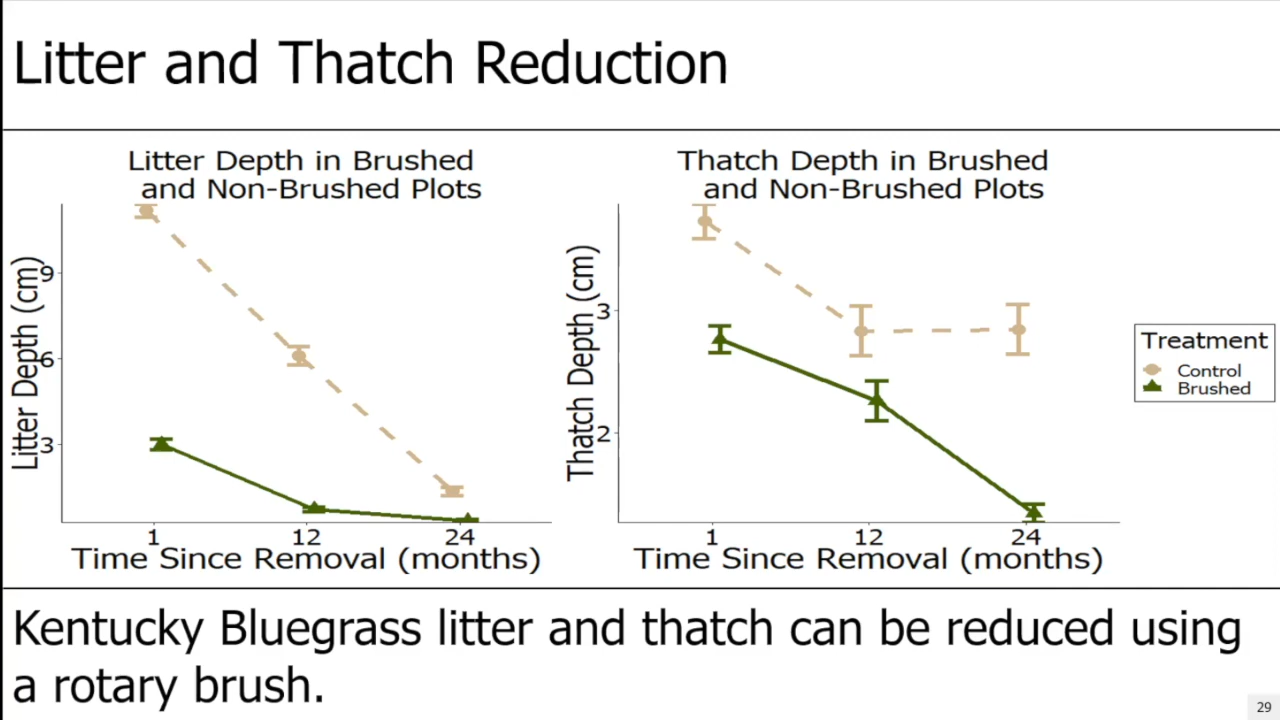 Litter and Thatch Reduction
Litter Depth in Brushed
and Non-Brushed Plots
Litter Depth (cm)
9
6
3
1 12 24
Time Since Removal (months)
Thatch Depth in Brushed
and Non-Brushed Plots
Thatch Depth (cm)
3
2
1 12 24
Time Since Removal (months)
Treatment
Control
Brushed
Kentucky Bluegrass litter and thatch can be reduced using
a rotary brush.
29